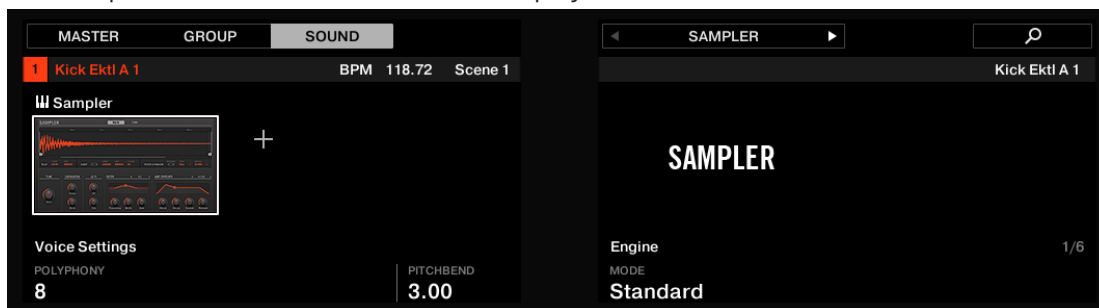 MASTER GROUP SOUND
1 Kick Ektl A 1 BPM 118.72 Scene 1
Sampler
SAMPLER
Voice Settings
POLYPHONY PITCHBEND
8 3.00
SAMPLER
Kick Ektl A 1
SAMPLER
Engine 1/6
MODE
Standard